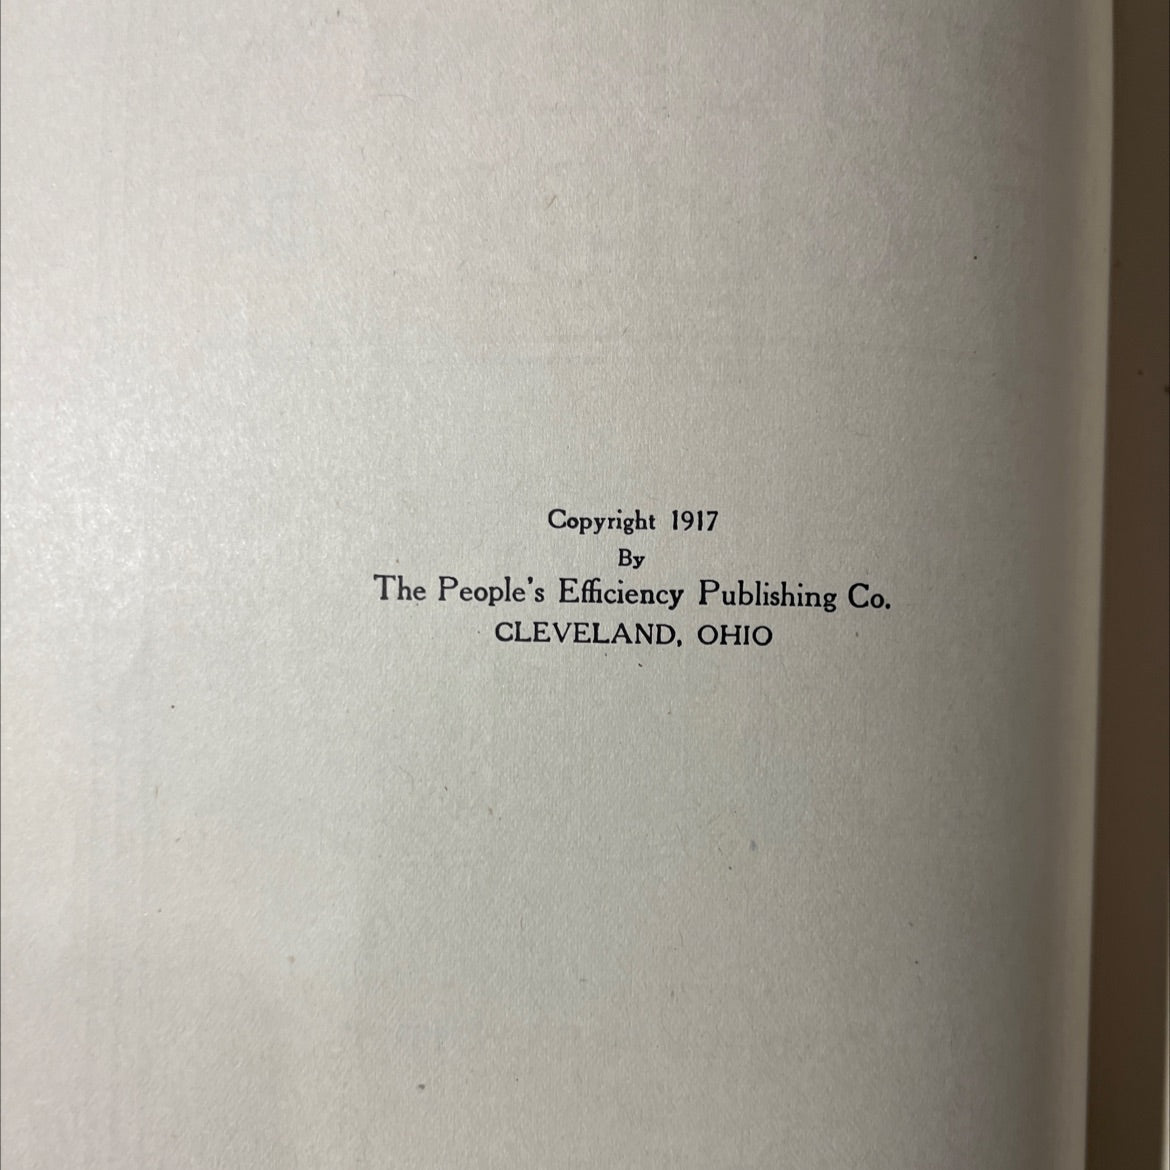 Copyright 1917
By
The People's Efficiency Publishing Co.
CLEVELAND, OHIO